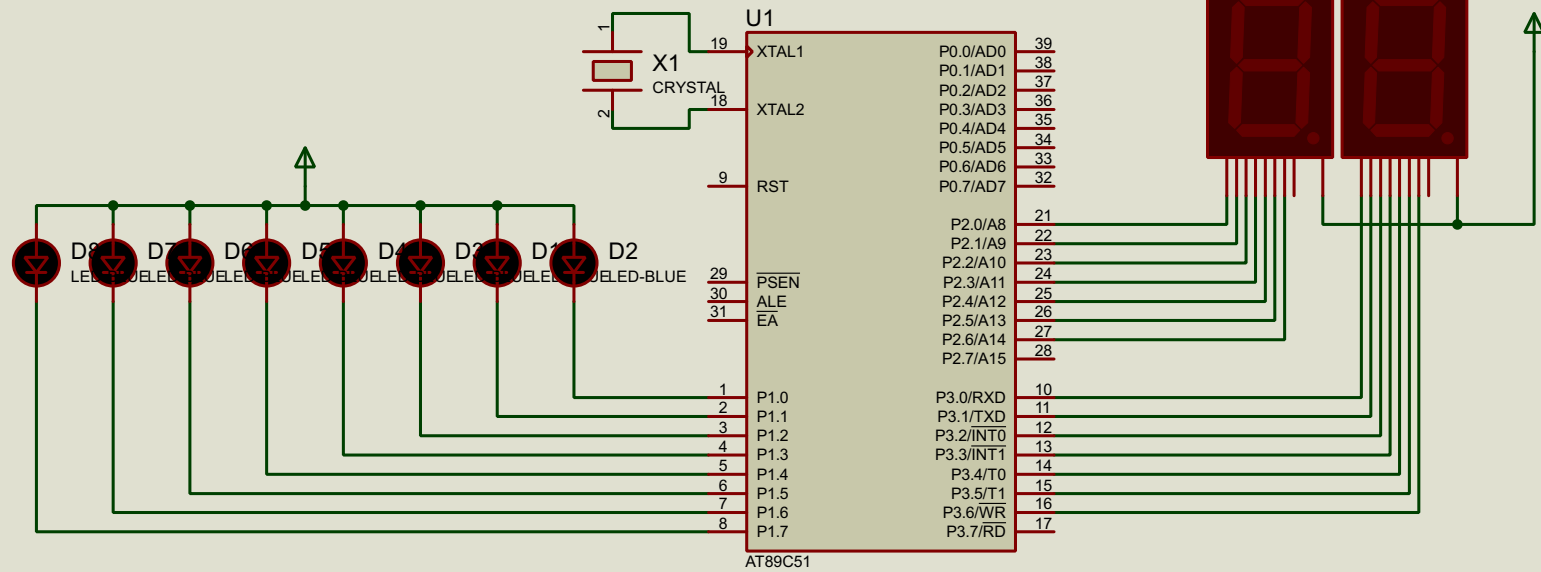 U1
X1
CRYSTAL
1
2
19
XTAL1
18
XTAL2
9
RST
29
PSEN
30
ALE
31
EA
1
P1.0
2
P1.1
3
P1.2
4
P1.3
5
P1.4
6
P1.5
7
P1.6
8
P1.7
P0.0/AD0
39
P0.1/AD1
38
P0.2/AD2
37
P0.3/AD3
36
P0.4/AD4
35
P0.5/AD5
34
P0.6/AD6
33
P0.7/AD7
32
P2.0/A8
21
P2.1/A9
22
P2.2/A10
23
P2.3/A11
24
P2.4/A12
25
P2.5/A13
26
P2.6/A14
27
P2.7/A15
28
P3.0/RXD
10
P3.1/TXD
11
P3.2/INT0
12
P3.3/INT1
13
P3.4/T0
14
P3.5/T1
15
P3.6/WR
16
P3.7/RD
17
AT89C51
D7
D6
D5
D4
D3
D1
D2
LED-BLUE